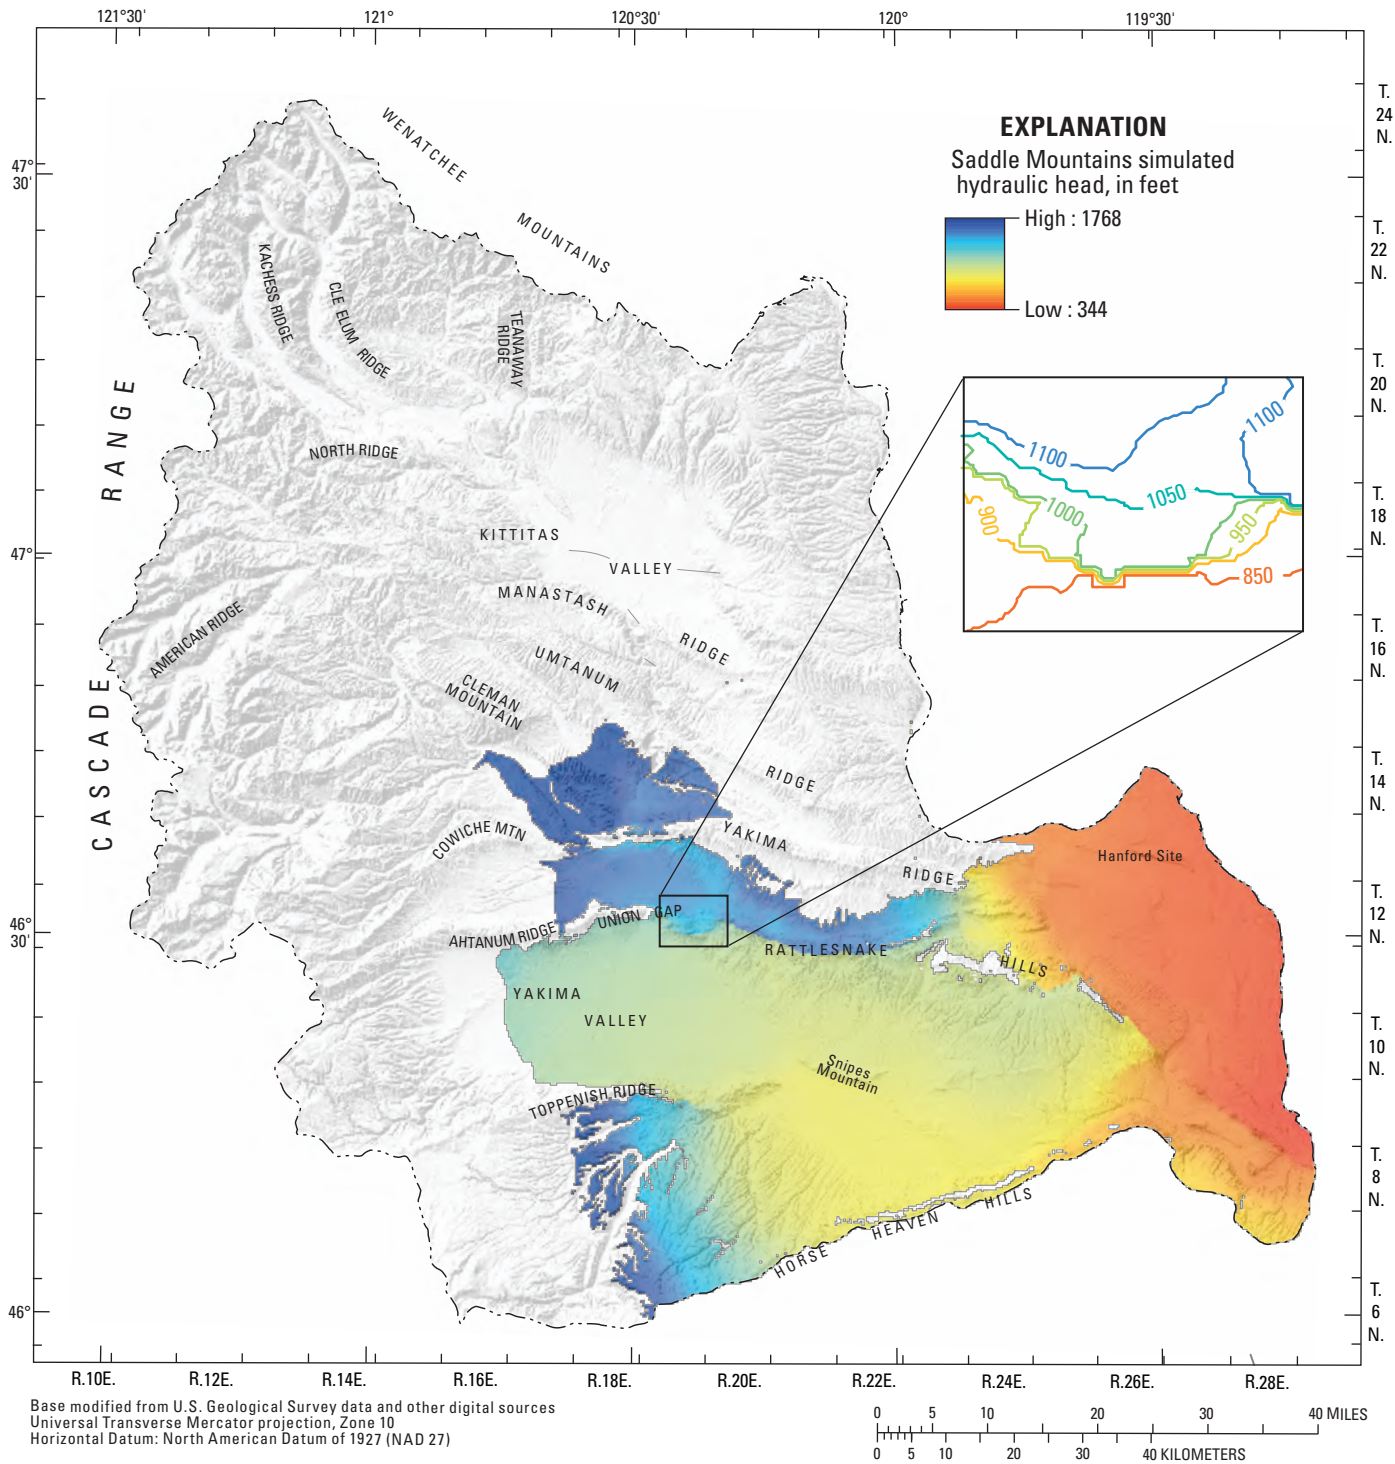 121°30' 121° 120°30' 120° 119°30'
T. 24 N.
T. 22 N.
T. 20 N.
T. 18 N.
T. 16 N.
T. 14 N.
T. 12 N.
T. 10 N.
T. 8 N.
T. 6 N.
47° 30'
47°
46° 30'
46°
EXPLANATION
Saddle Mountains simulated
hydraulic head, in feet
High : 1768
Low : 344
1100
1100
1050
1000
950
900
850
WENATCHEE
MOUNTAINS
KACHESS RIDGE
CLE ELUM RIDGE
TEANAWAY
RIDGE
CASCADE RANGE
NORTH RIDGE
KITTITAS
VALLEY
MANASTASH
RIDGE
AMERICAN RIDGE
UMTANUM
RIDGE
CLEMAN
MOUNTAIN
COWICHE MTN
YAKIMA
RIDGE
Hanford Site
AHTANUM RIDGE
UNION GAP
RATTLESNAKE
HILLS
YAKIMA
VALLEY
Snipes
Mountain
TOPPENISH RIDGE
HORSE HEAVEN HILLS
R.10E. R.12E. R.14E. R.16E. R.18E. R.20E. R.22E. R.24E. R.26E. R.28E.
Base modified from U.S. Geological Survey data and other digital sources
Universal Transverse Mercator projection, Zone 10
Horizontal Datum: North American Datum of 1927 (NAD 27)
0 5 10 20 30 40 MILES
0 5 10 20 30 40 KILOMETERS